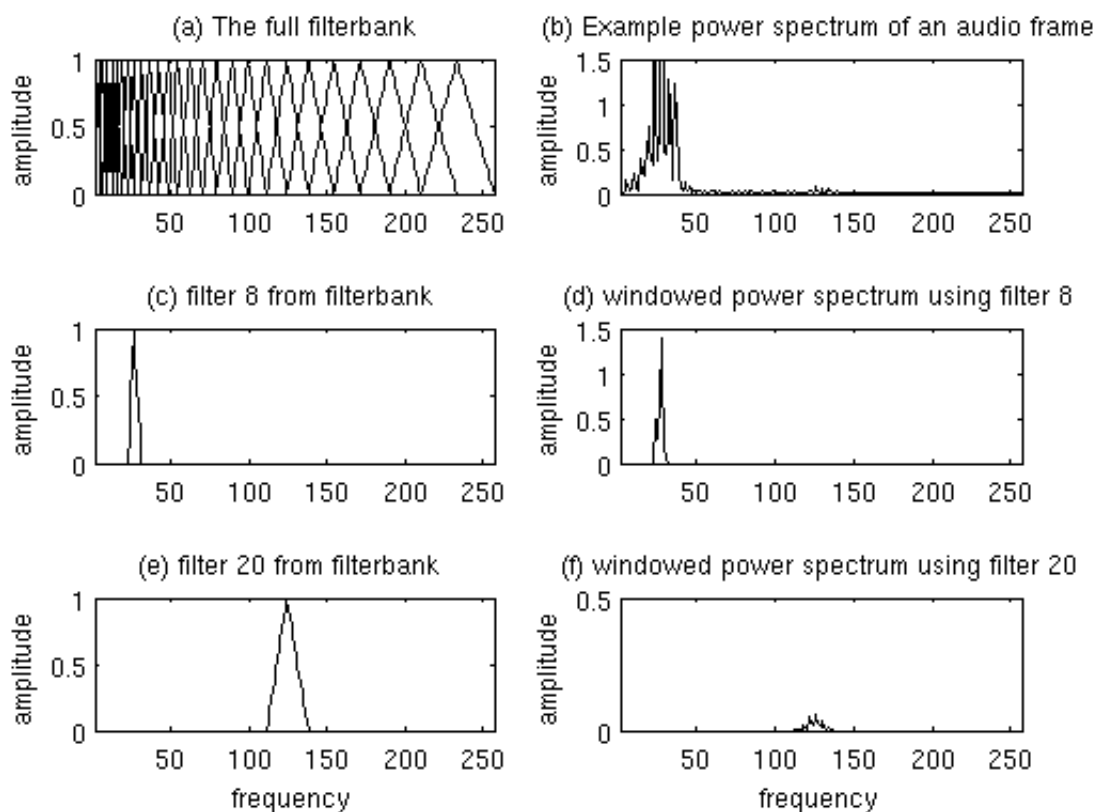 (a) The full filterbank
amplitude
1
0.5
0
50 100 150 200 250
(b) Example power spectrum of an audio frame
amplitude
1.5
1
0.5
0
50 100 150 200 250
(c) filter 8 from filterbank
amplitude
1
0.5
0
50 100 150 200 250
(d) windowed power spectrum using filter 8
amplitude
1.5
1
0.5
0
50 100 150 200 250
(e) filter 20 from filterbank
amplitude
1
0.5
0
50 100 150 200 250
frequency
(f) windowed power spectrum using filter 20
amplitude
0.5
0
50 100 150 200 250
frequency